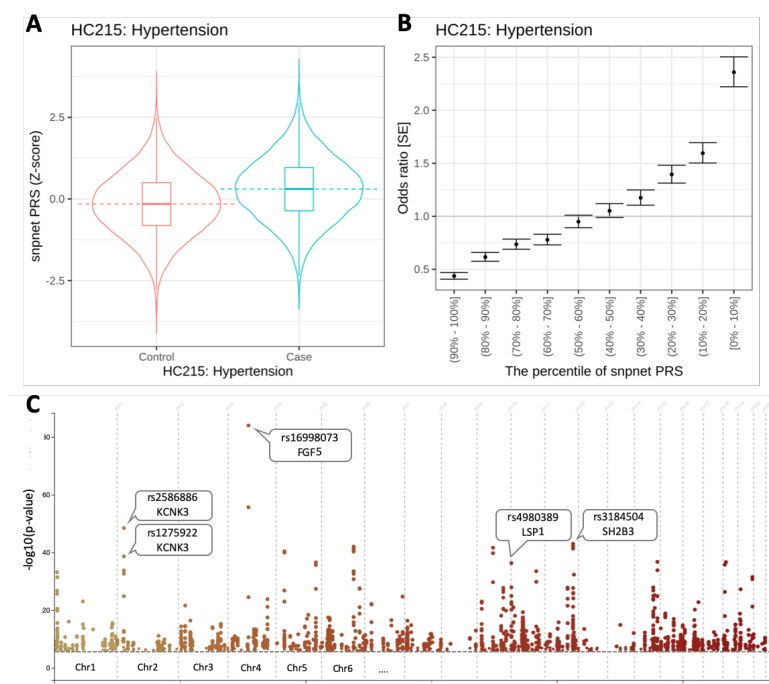 A
HC215: Hypertension
snpnet PRS (Z-score)
2.5
0.0
-2.5
Control
Case
HC215: Hypertension
B
HC215: Hypertension
Odds ratio [SE]
2.5
2.0
1.5
1.0
0.5
(90% - 100%]
(80% - 90%]
(70% - 80%]
(60% - 70%]
(50% - 60%]
(40% - 50%]
(30% - 40%]
(20% - 30%]
(10% - 20%]
[0% - 10%]
The percentile of snpnet PRS
C
-log10(p-value)
60
40
20
0
rs16998073
FGF5
rs2586886
KCNK3
rs1275922
KCNK3
rs4980389
LSP1
rs3184504
SH2B3
Chr1
Chr2
Chr3
Chr4
Chr5
Chr6
....